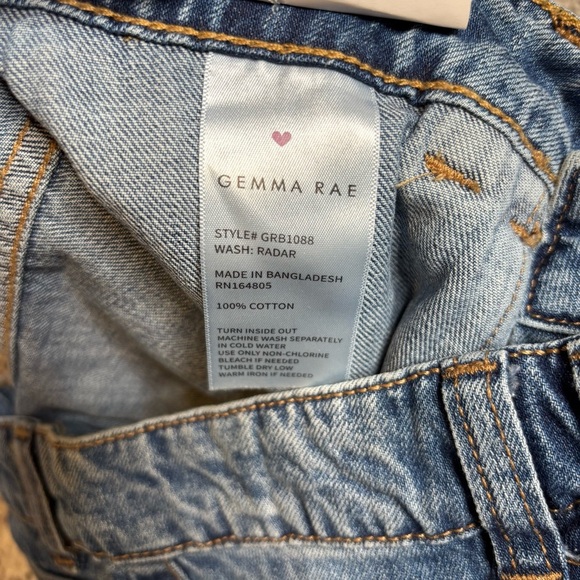 GEMMA RAE
STYLE# GRB1088
WASH: RADAR
MADE IN BANGLADESH
RN164805
100% COTTON
TURN INSIDE OUT
MACHINE WASH SEPARATELY
IN COLD WATER
USE ONLY NON-CHLORINE
BLEACH IF NEEDED
TUMBLE DRY LOW
WARM IRON IF NEEDED